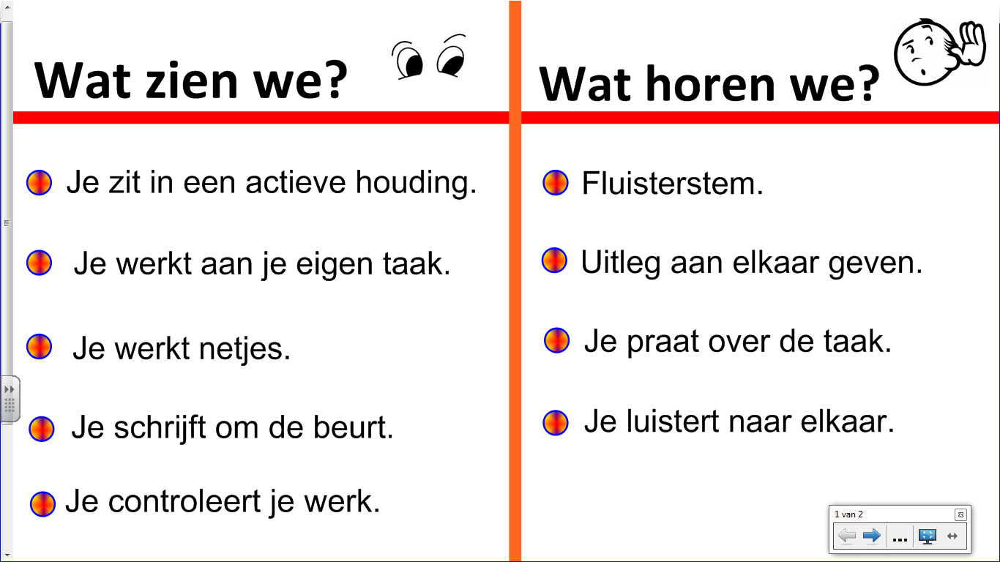 Wat zien we?
Je zit in een actieve houding.
Je werkt aan je eigen taak.
Je werkt netjes.
Je schrijft om de beurt.
Je controleert je werk.
Wat horen we?
Fluisterstem.
Uitleg aan elkaar geven.
Je praat over de taak.
Je luistert naar elkaar.
1 van 2
...